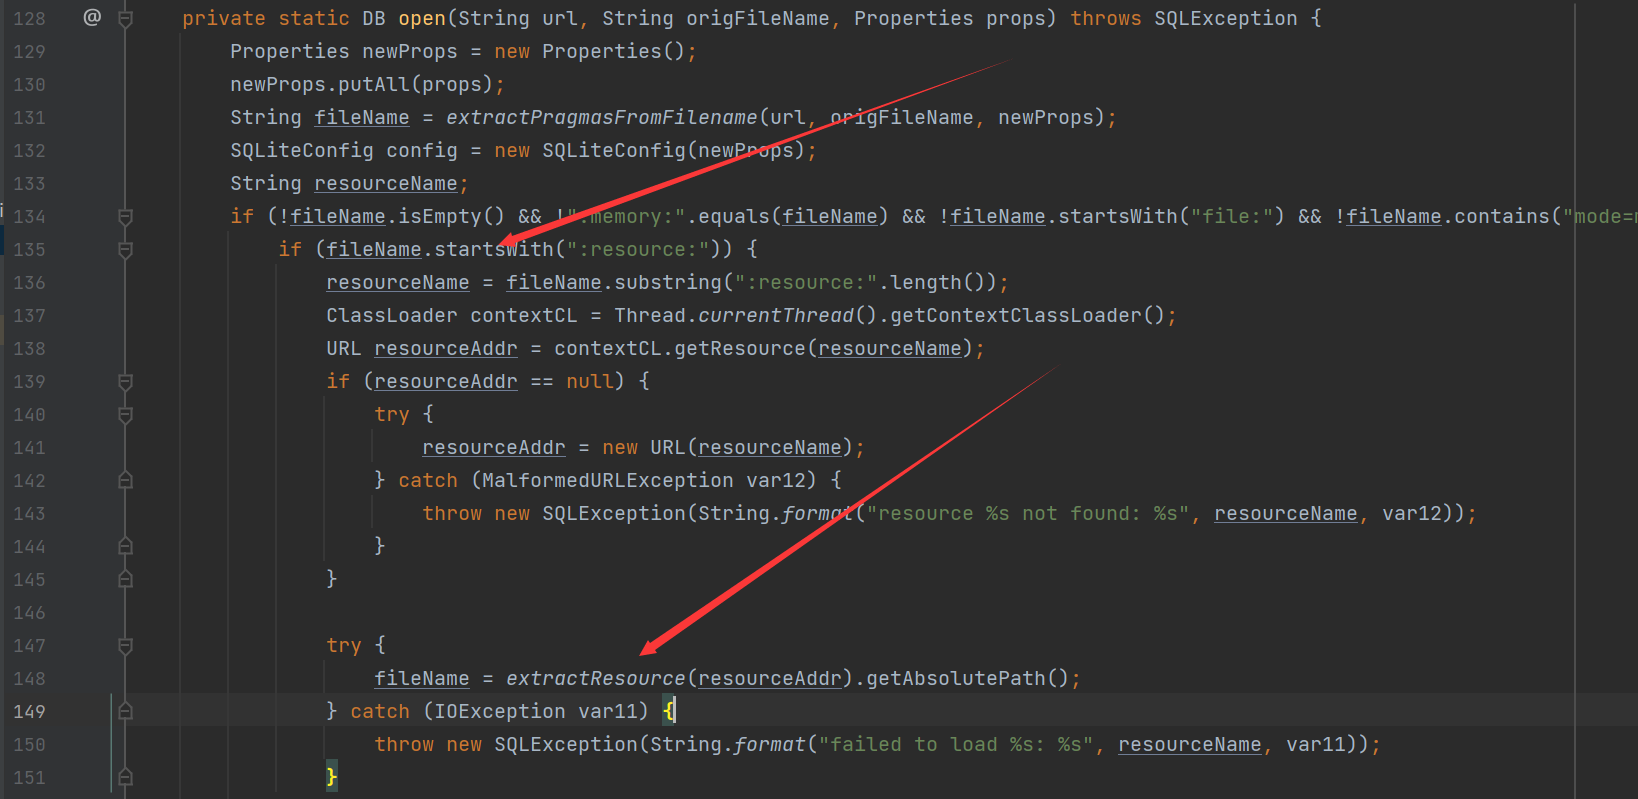 128 @ private static DB open(String url, String origFileName, Properties props) throws SQLException {
129 Properties newProps = new Properties();
130 newProps.putAll(props);
131 String fileName = extractPragmasFromFilename(url, origFileName, newProps);
132 SQLiteConfig config = new SQLiteConfig(newProps);
133 String resourceName;
134 if (!fileName.isEmpty() && !":memory:".equals(fileName) && !fileName.startsWith("file:") && !fileName.contains("mode=m
135 if (fileName.startsWith(":resource:")) {
136 resourceName = fileName.substring(":resource:".length());
137 ClassLoader contextCL = Thread.currentThread().getContextClassLoader();
138 URL resourceAddr = contextCL.getResource(resourceName);
139 if (resourceAddr == null) {
140 try {
141 resourceAddr = new URL(resourceName);
142 } catch (MalformedURLException var12) {
143 throw new SQLException(String.format("resource %s not found: %s", resourceName, var12));
144 }
145 }
146
147 try {
148 fileName = extractResource(resourceAddr).getAbsolutePath();
149 } catch (IOException var11) {
150 throw new SQLException(String.format("failed to load %s: %s", resourceName, var11));
151 }